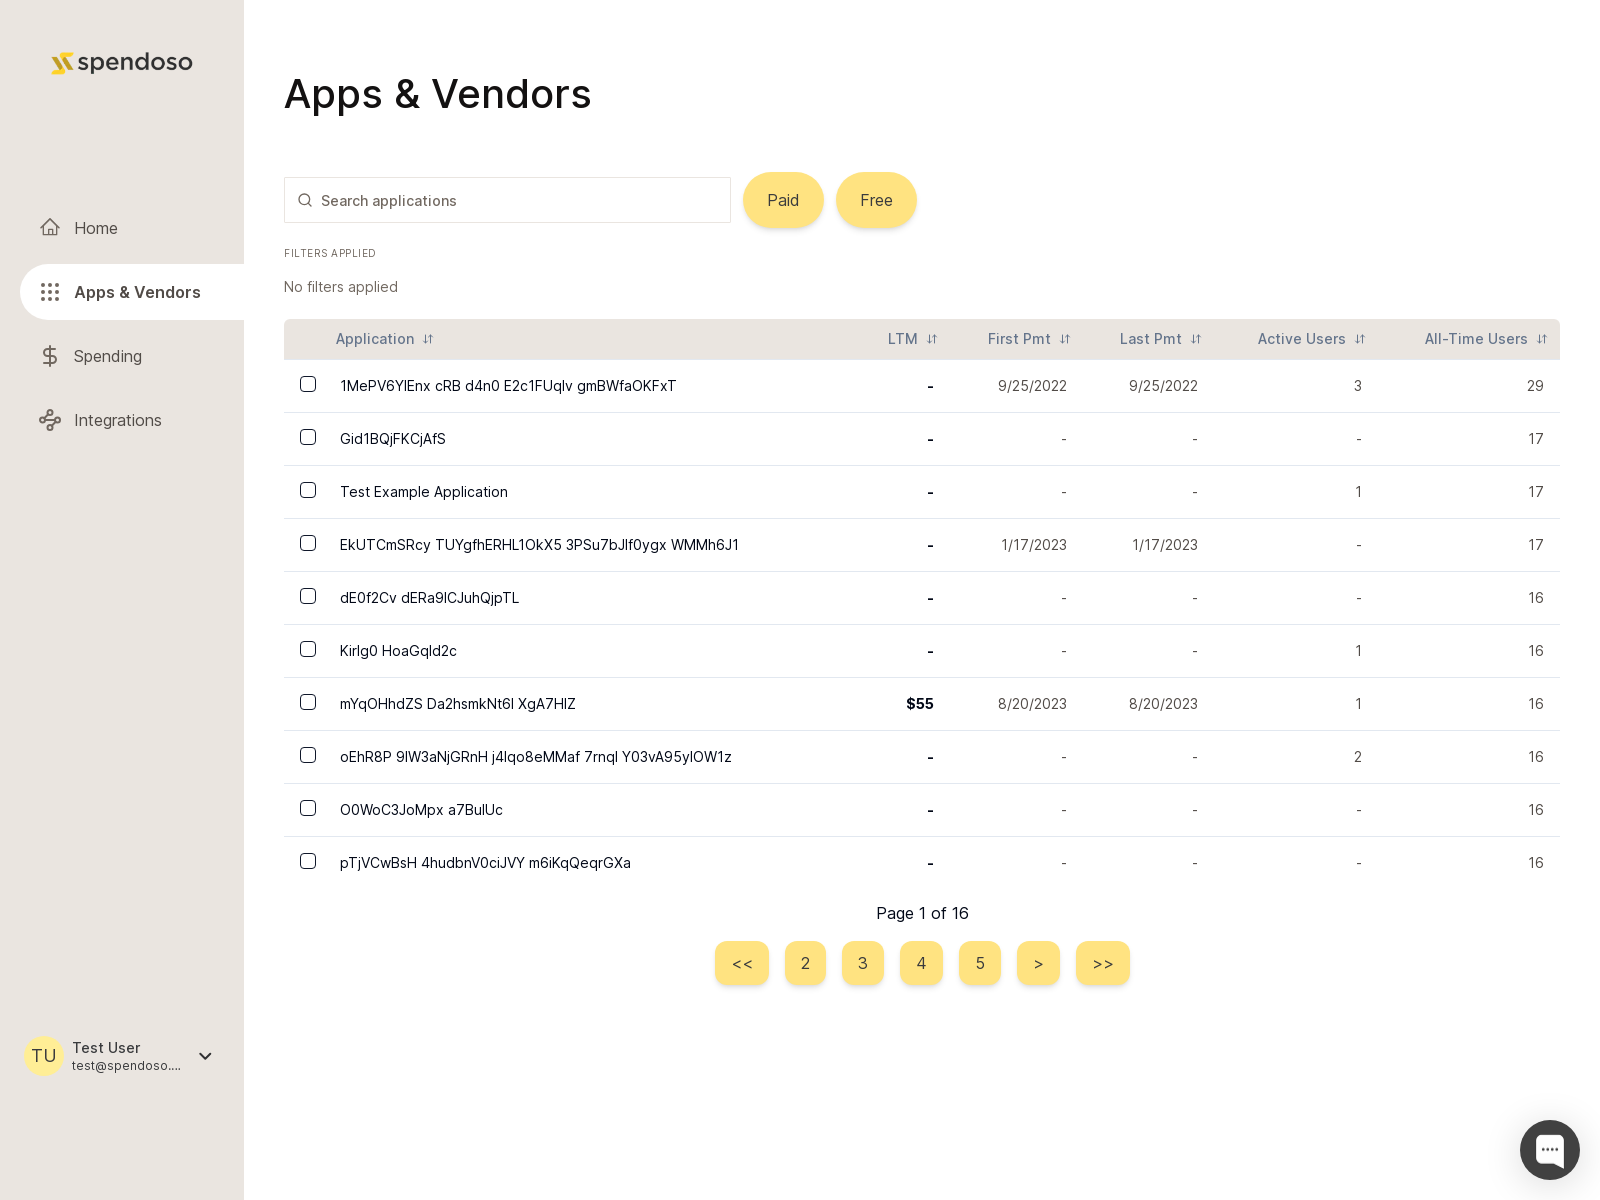 spendoso
Apps & Vendors
Home
Apps & Vendors
Spending
Integrations
Search applications
Paid
Free
FILTERS APPLIED
No filters applied
Application LTM First Pmt Last Pmt Active Users All-Time Users
1MePV6YlEnx cRB d4n0 E2c1FUqlv gmBWfaOKFxT - 9/25/2022 9/25/2022 3 29
Gid1BQjFKCjAfS - - - - 17
Test Example Application - - - 1 17
EkUTCmSRcy TUYgfhERHL1OkX5 3PSu7bJlf0ygx WMMh6J1 - 1/17/2023 1/17/2023 - 17
dE0f2Cv dERa9lCJuhQjpTL - - - - 16
Kirlg0 HoaGqld2c - - - 1 16
mYqOHhdZS Da2hsmkNt6l XgA7HlZ $55 8/20/2023 8/20/2023 1 16
oEhR8P 9lW3aNjGRnH j4lqo8eMMaf 7rnql Y03vA95ylOW1z - - - 2 16
O0WoC3JoMpx a7BulUc - - - - 16
pTjVCwBsH 4hudbnV0ciJVY m6iKqQeqrGXa - - - - 16
Page 1 of 16
<< 2 3 4 5 > >>
TU
Test User
test@spendoso....